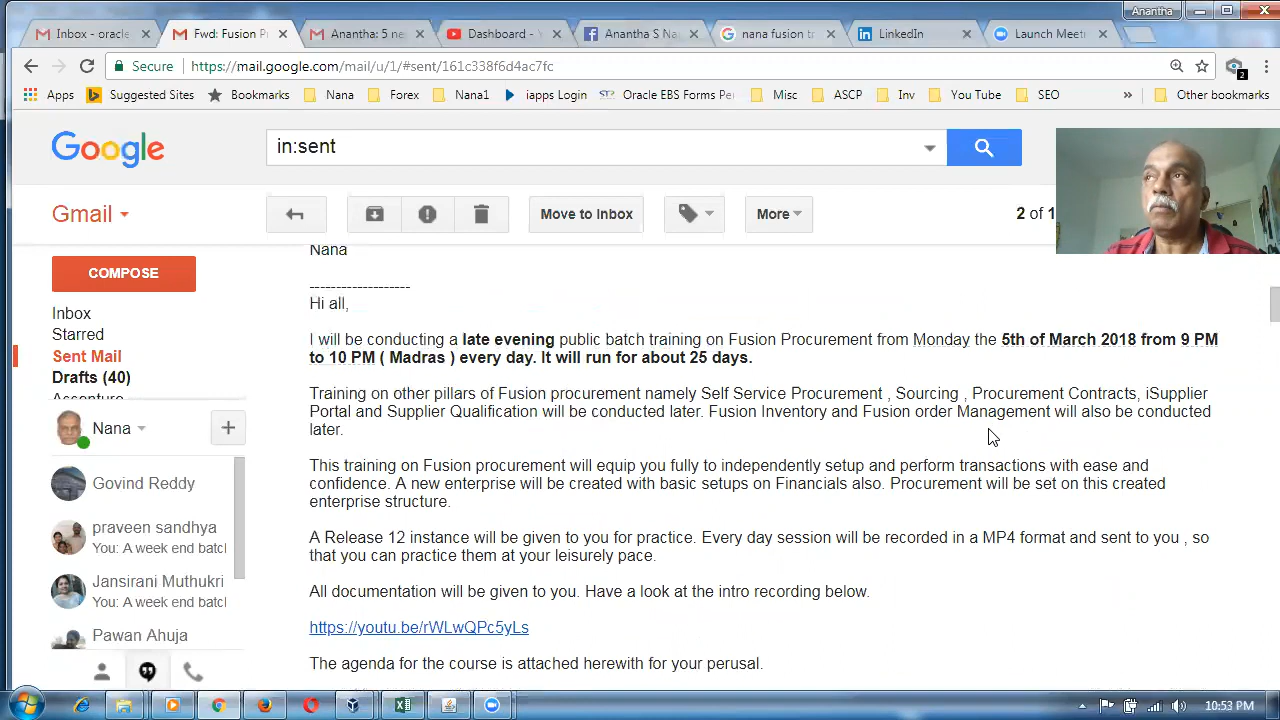 Anantha
Inbox - oracle
Fwd: Fusion P
Anantha: 5 ne
Dashboard -
Anantha S Na
nana fusion t
LinkedIn
Launch Meeti
Secure
https://mail.google.com/mail/u/1/#sent/161c338f6d4ac7fc
2
Apps
Suggested Sites
Bookmarks
Nana
Forex
Nana1
iapps Login
Oracle EBS Forms Pe
Misc
ASCP
Inv
You Tube
SEO
»
Other bookmarks
Google
in:sent
Gmail
Move to Inbox
More
2 of 1
COMPOSE
Inbox
Starred
Sent Mail
Drafts (40)
Nana
Govind Reddy
praveen sandhya
You: A week end batcl
Jansirani Muthukri
You: A week end batcl
Pawan Ahuja
Nana
-------------------
Hi all,
I will be conducting a late evening public batch training on Fusion Procurement from Monday the 5th of March 2018 from 9 PM
to 10 PM ( Madras ) every day. It will run for about 25 days.
Training on other pillars of Fusion procurement namely Self Service Procurement , Sourcing , Procurement Contracts, iSupplier
Portal and Supplier Qualification will be conducted later. Fusion Inventory and Fusion order Management will also be conducted
later.
This training on Fusion procurement will equip you fully to independently setup and perform transactions with ease and
confidence. A new enterprise will be created with basic setups on Financials also. Procurement will be set on this created
enterprise structure.
A Release 12 instance will be given to you for practice. Every day session will be recorded in a MP4 format and sent to you , so
that you can practice them at your leisurely pace.
All documentation will be given to you. Have a look at the intro recording below.
https://youtu.be/rWLwQPc5yLs
The agenda for the course is attached herewith for your perusal.
10:53 PM